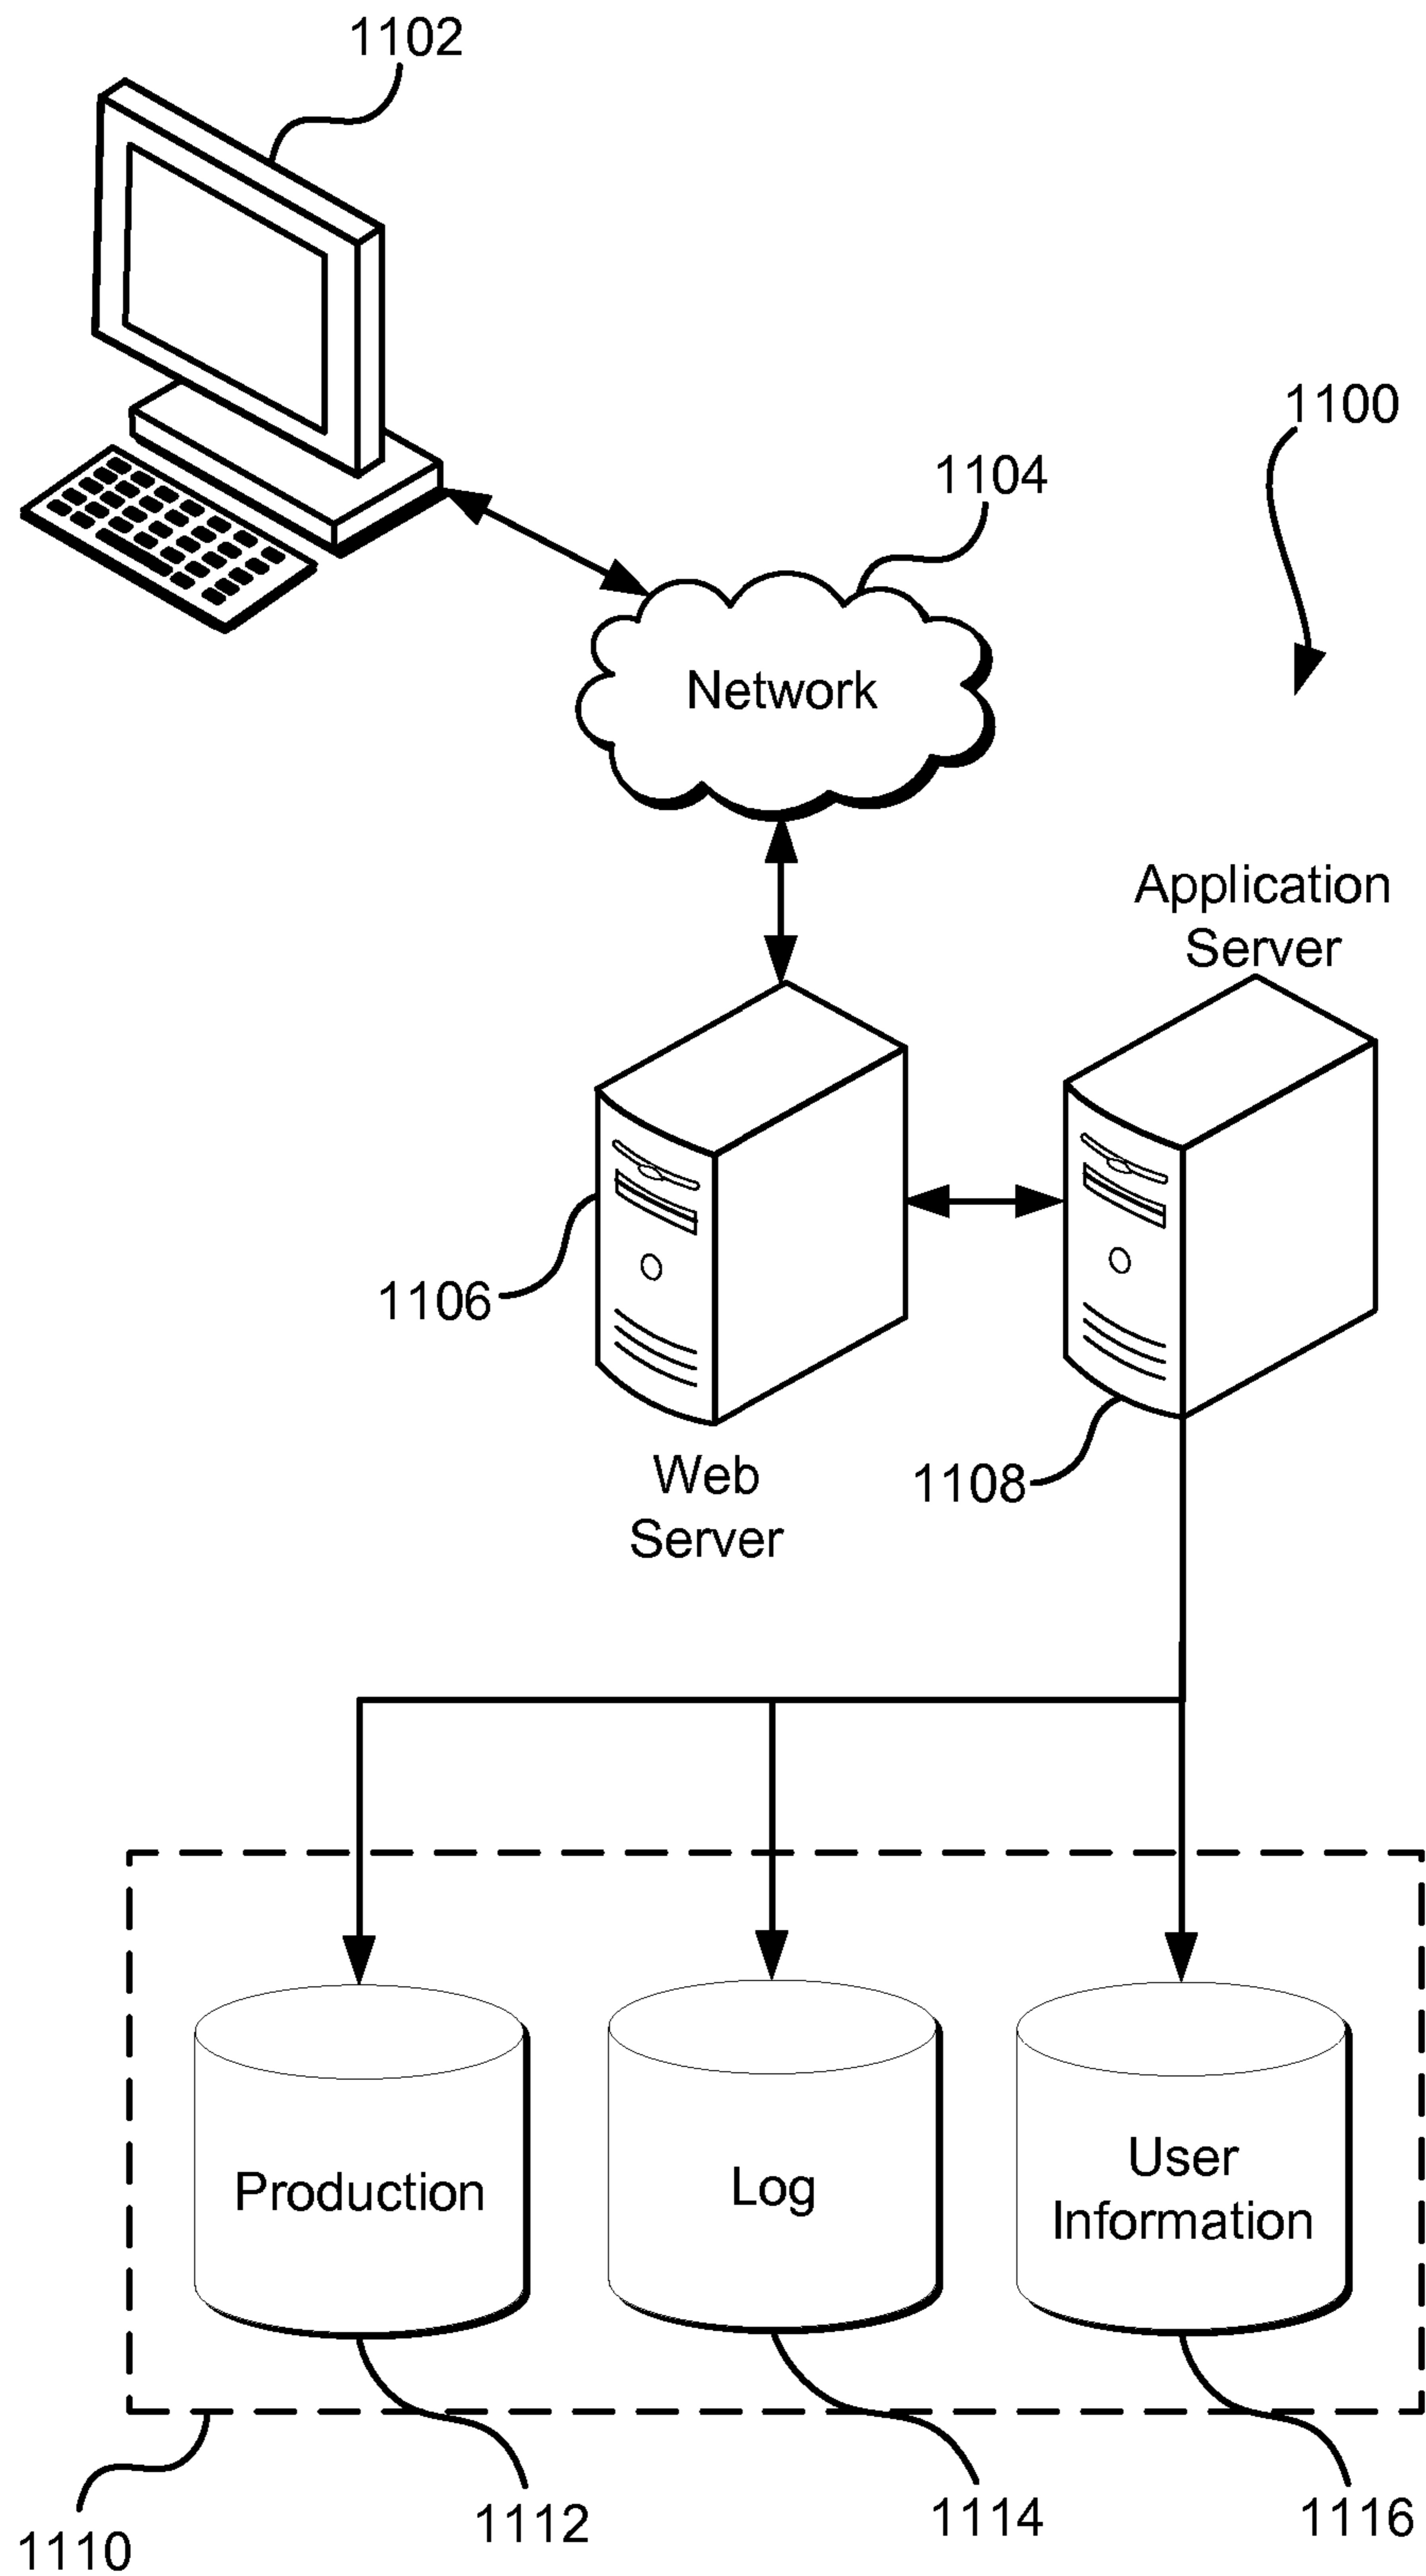 1102
1100
1104
Network
Application
Server
1106
1108
Web
Server
Production
Log
User
Information
1110
1112
1114
1116